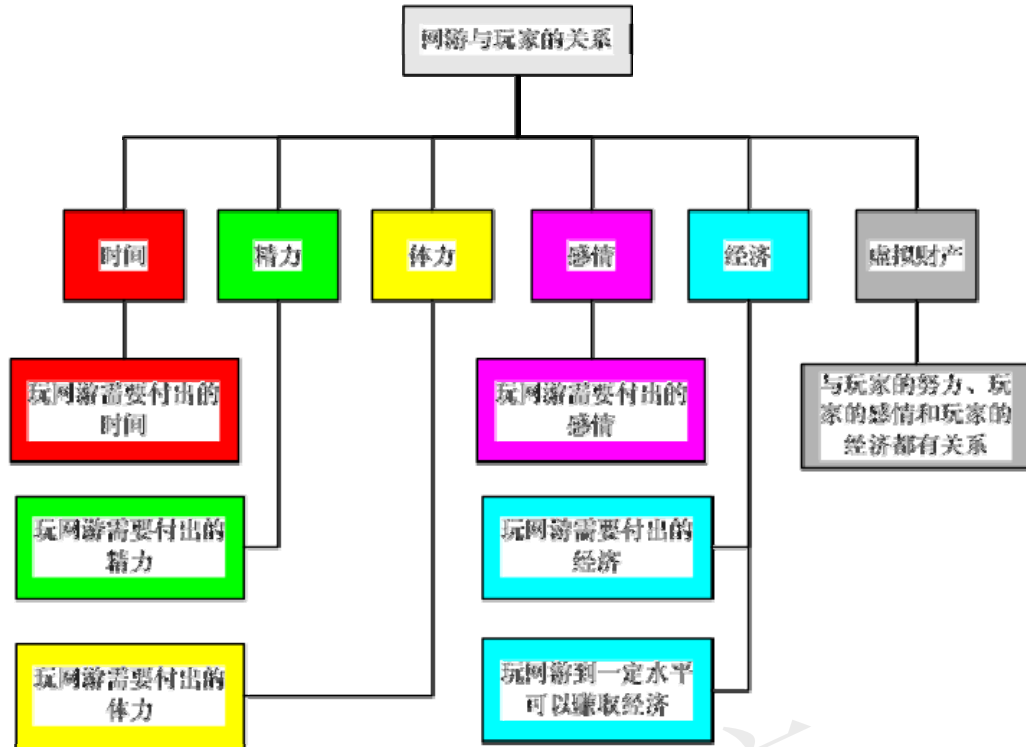 网游与玩家的关系
时间
精力
体力
感情
经济
虚拟财产
玩网游需要付出的
时间
玩网游需要付出的
感情
与玩家的努力、玩
家的感情和玩家的
经济都有关系
玩网游需要付出的
精力
玩网游需要付出的
经济
玩网游需要付出的
体力
玩网游到一定水平
可以赚取经济